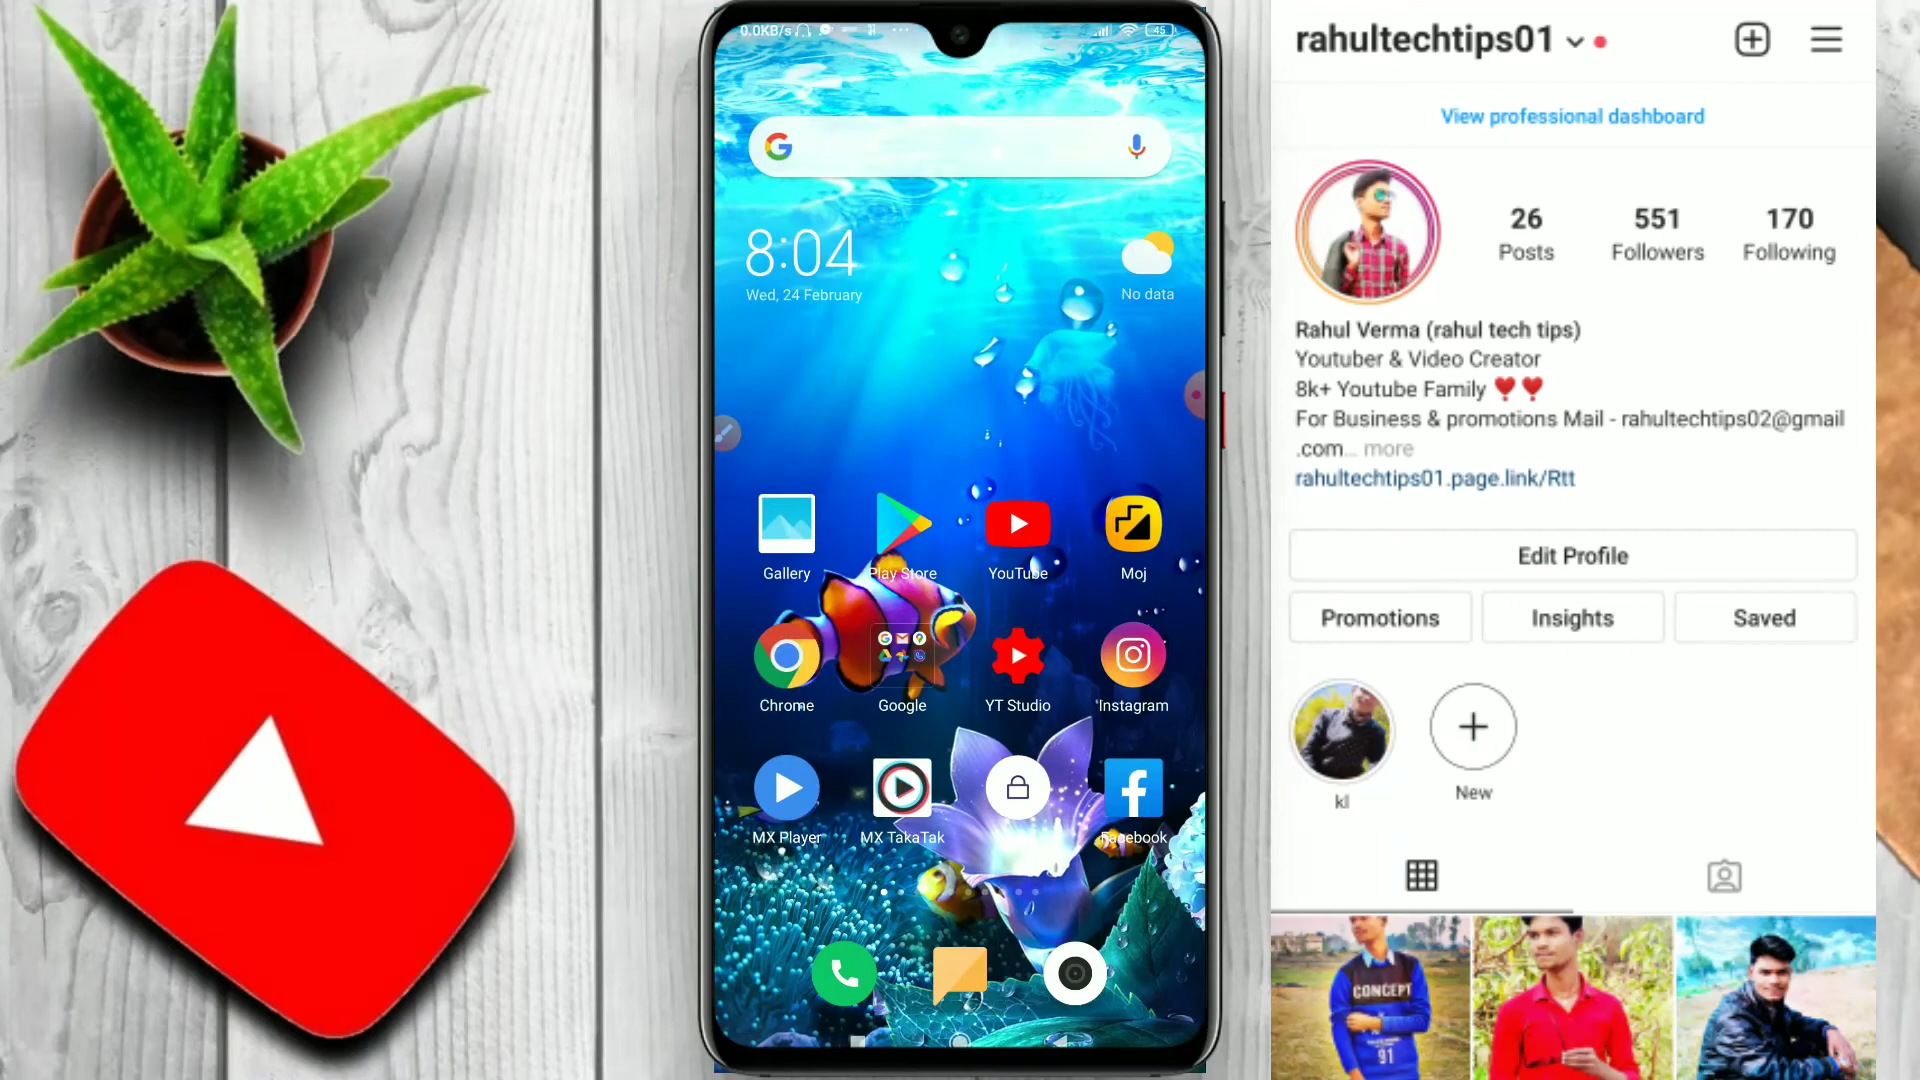 0.0KB/s
45
8:04
Wed, 24 February
No data
Gallery
Play Store
YouTube
Moj
Chrome
Google
YT Studio
Instagram
MX Player
MX TakaTak
Facebook
rahultechtips01
View professional dashboard
26
551
170
Posts
Followers
Following
Rahul Verma (rahul tech tips)
Youtuber & Video Creator
8k+ Youtube Family ❣️❣️
For Business & promotions Mail - rahultechtips02@gmail
.com... more
rahultechtips01.page.link/Rtt
Edit Profile
Promotions
Insights
Saved
kl
New
CONCEPT
91